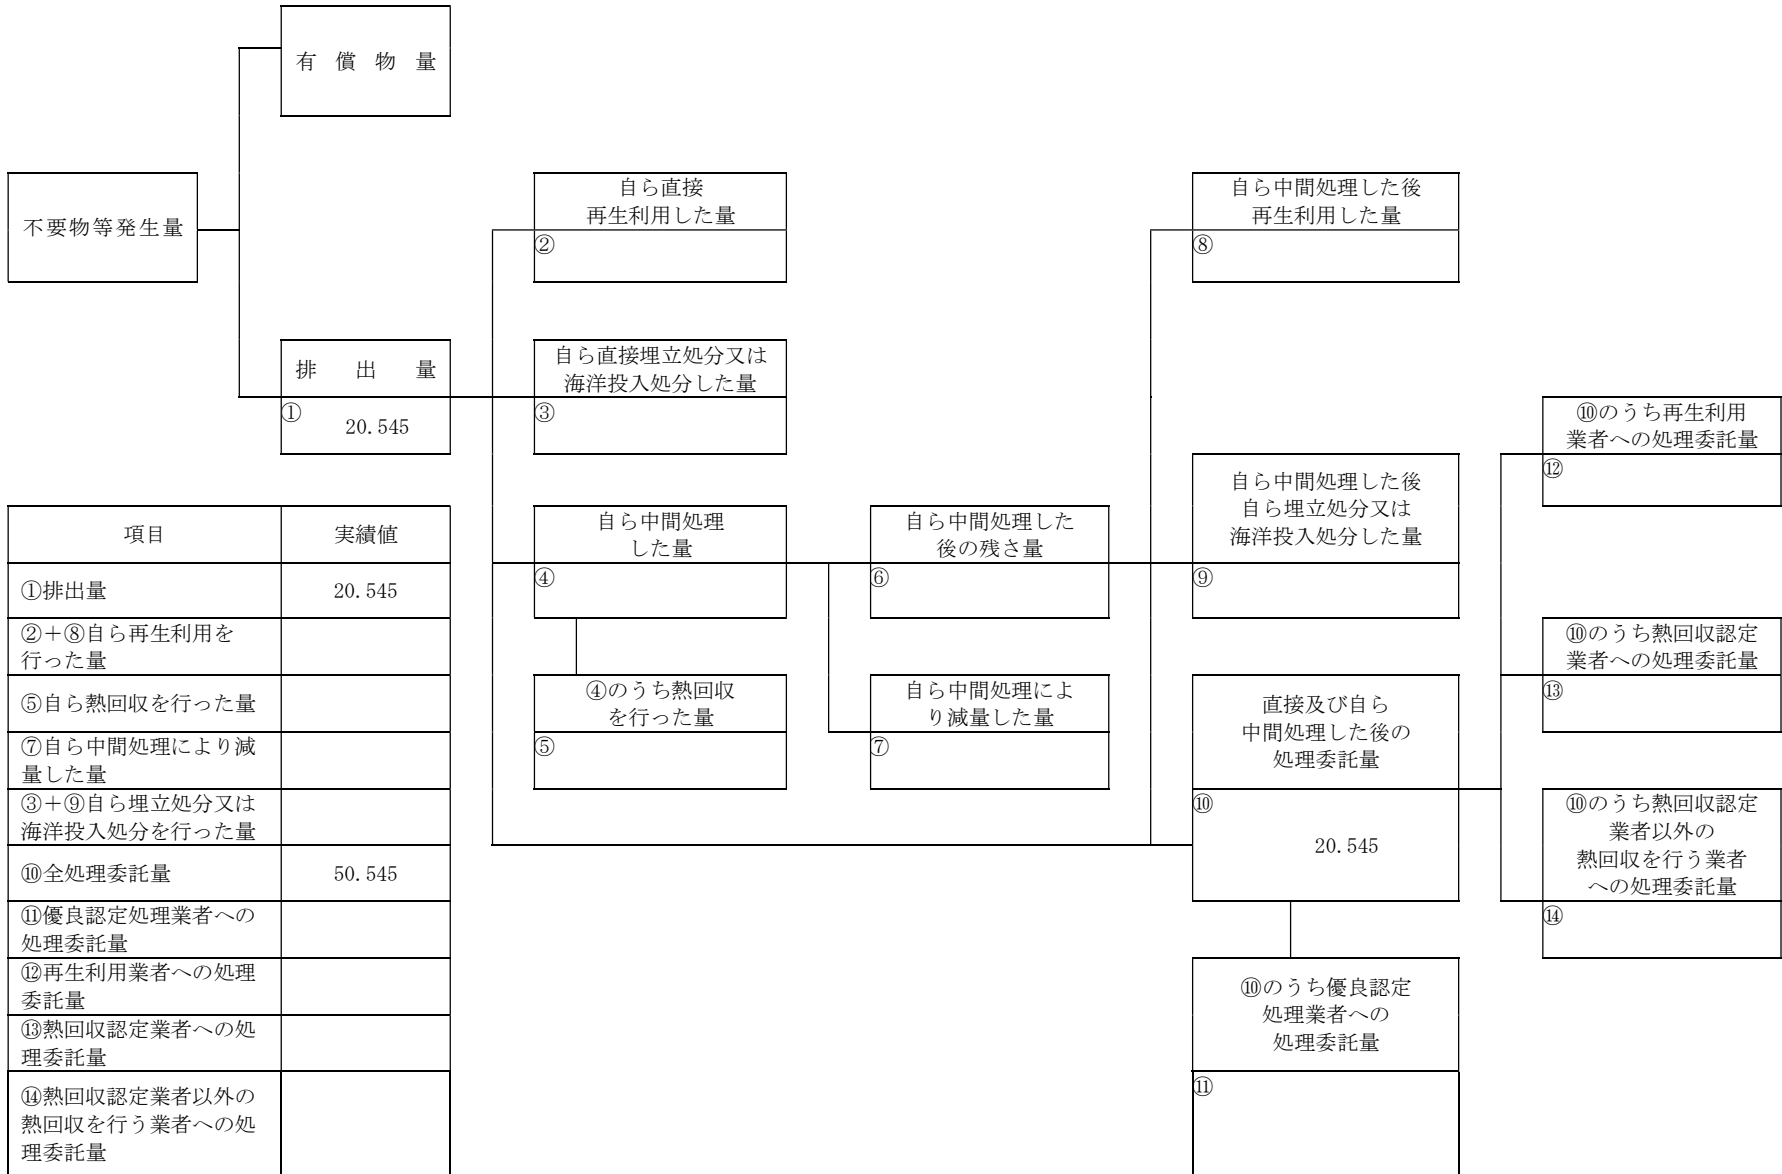 有償物量
不要物等発生量
自ら直接
再生利用した量
②
自ら中間処理した後
再生利用した量
⑧
排出量
①
20.545
自ら直接埋立処分又は
海洋投入処分した量
③
⑩のうち再生利用
業者への処理委託量
⑫
自ら中間処理
した量
④
自ら中間処理した
後の残さ量
⑥
自ら中間処理した後
自ら埋立処分又は
海洋投入処分した量
⑨
⑩のうち熱回収認定
業者への処理委託量
⑬
④のうち熱回収
を行った量
⑤
自ら中間処理によ
り減量した量
⑦
直接及び自ら
中間処理した後の
処理委託量
⑩
20.545
⑩のうち熱回収認定
業者以外の
熱回収を行う業者
への処理委託量
⑭
⑩のうち優良認定
処理業者への
処理委託量
⑪
項目 実績値
①排出量 20.545
②+⑧自ら再生利用を
行った量
⑤自ら熱回収を行った量
⑦自ら中間処理により減
量した量
③+⑨自ら埋立処分又は
海洋投入処分を行った量
⑩全処理委託量 50.545
⑪優良認定処理業者への
処理委託量
⑫再生利用業者への処理
委託量
⑬熱回収認定業者への処
理委託量
⑭熱回収認定業者以外の
熱回収を行う業者への処
理委託量